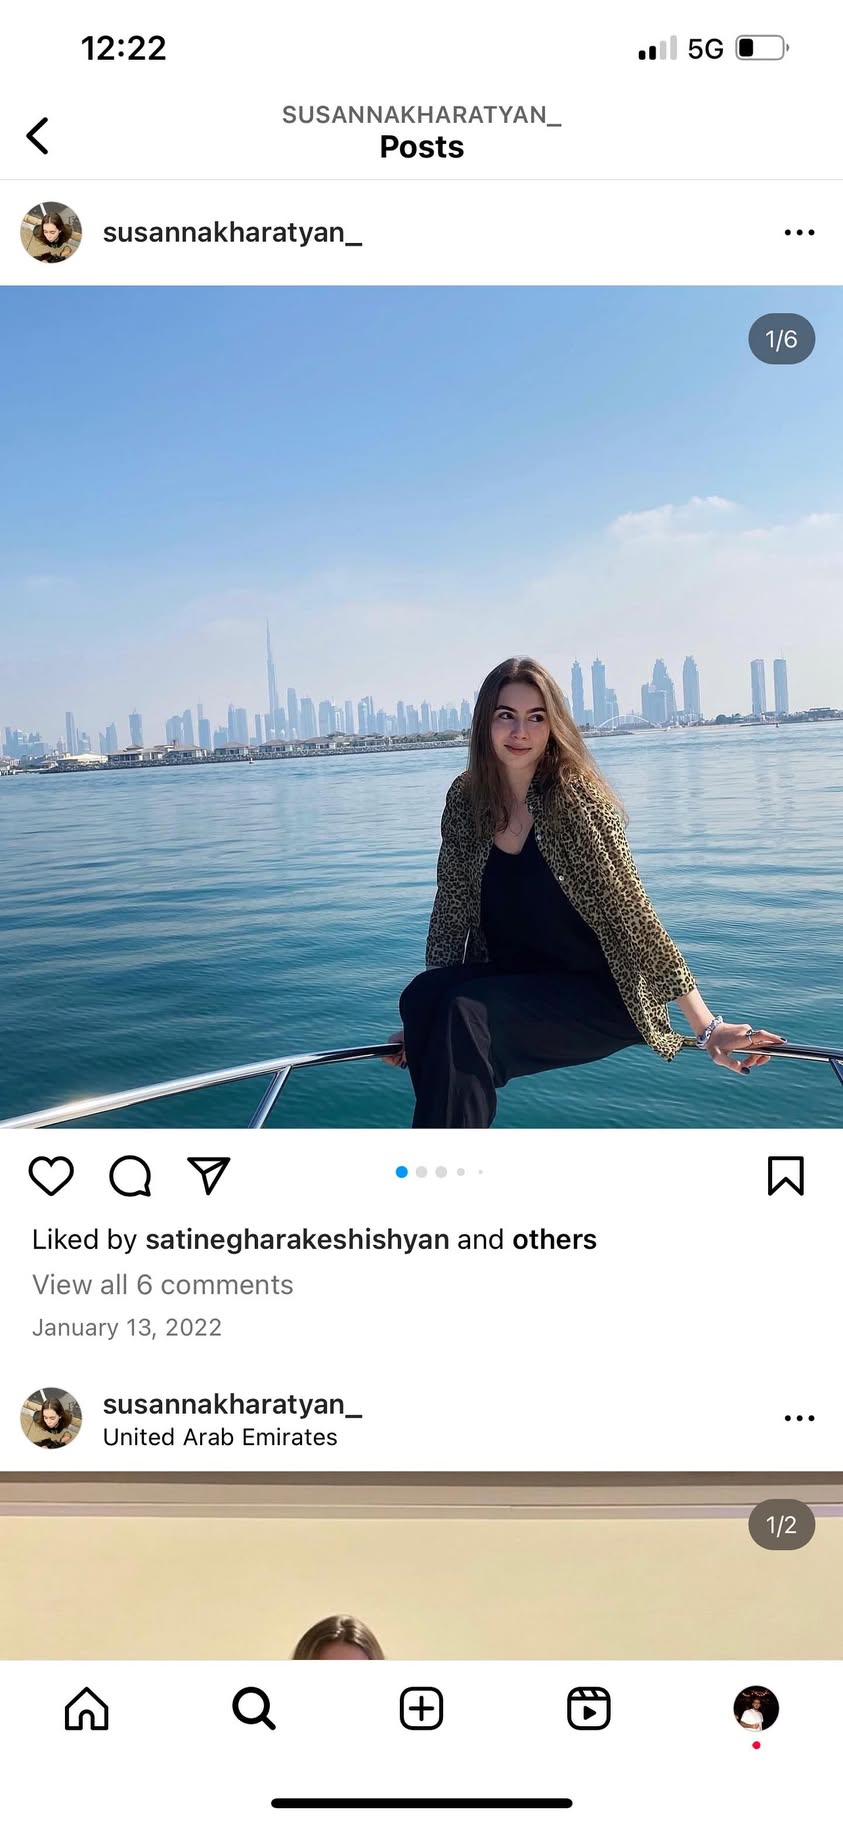 12:22
5G
SUSANNAKHARATYAN_
Posts
susannakharatyan_
1/6
Liked by satinegharakeshishyan and others
View all 6 comments
January 13, 2022
susannakharatyan_
United Arab Emirates
1/2